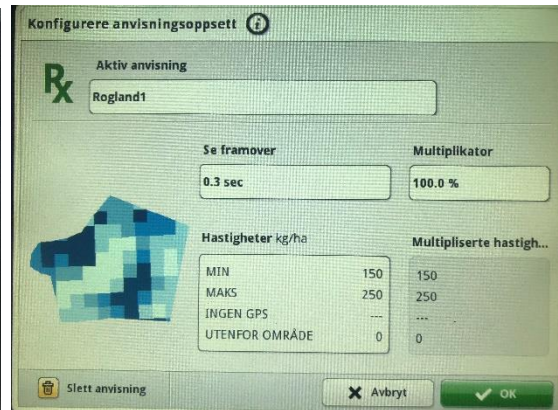 Konfigurere anvisningsoppsett
Rx
Aktiv anvisning
Rogland1
Se framover
Multiplikator
0.3 sec
100.0 %
Hastigheter kg/ha
Multipliserte hastigh...
MIN 150
150
MAKS 250
250
INGEN GPS ---
---
UTENFOR OMRÅDE 0
0
Slett anvisning
Avbryt
OK